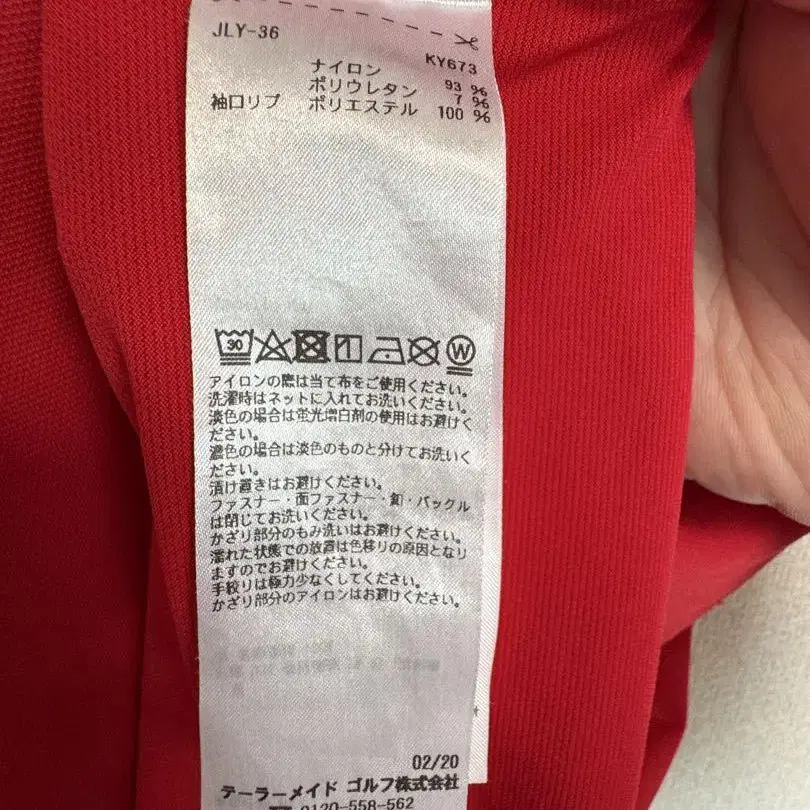 JLY-36
KY673
ナイロン 93 %
ポリウレタン 7 %
袖口リブ ポリエステル 100 %
30
W
アイロンの際は当て布をご使用ください。
洗濯時はネットに入れてお洗いください。
淡色の場合は蛍光増白剤の使用はお避けく
ださい。
濃色の場合は淡色のものと分けてお洗いく
ださい。
漬け置きはお避けください。
ファスナー・面ファスナー・釦・バックル
は閉じてお洗いください。
かざり部分のもみ洗いはお避けください。
濡れた状態での放置は色移りの原因となり
ますのでお避けください。
手絞りは極力少なくしてください。
かざり部分のアイロンはお避けください。
02/20
テーラーメイド ゴルフ株式会社
0120-558-562